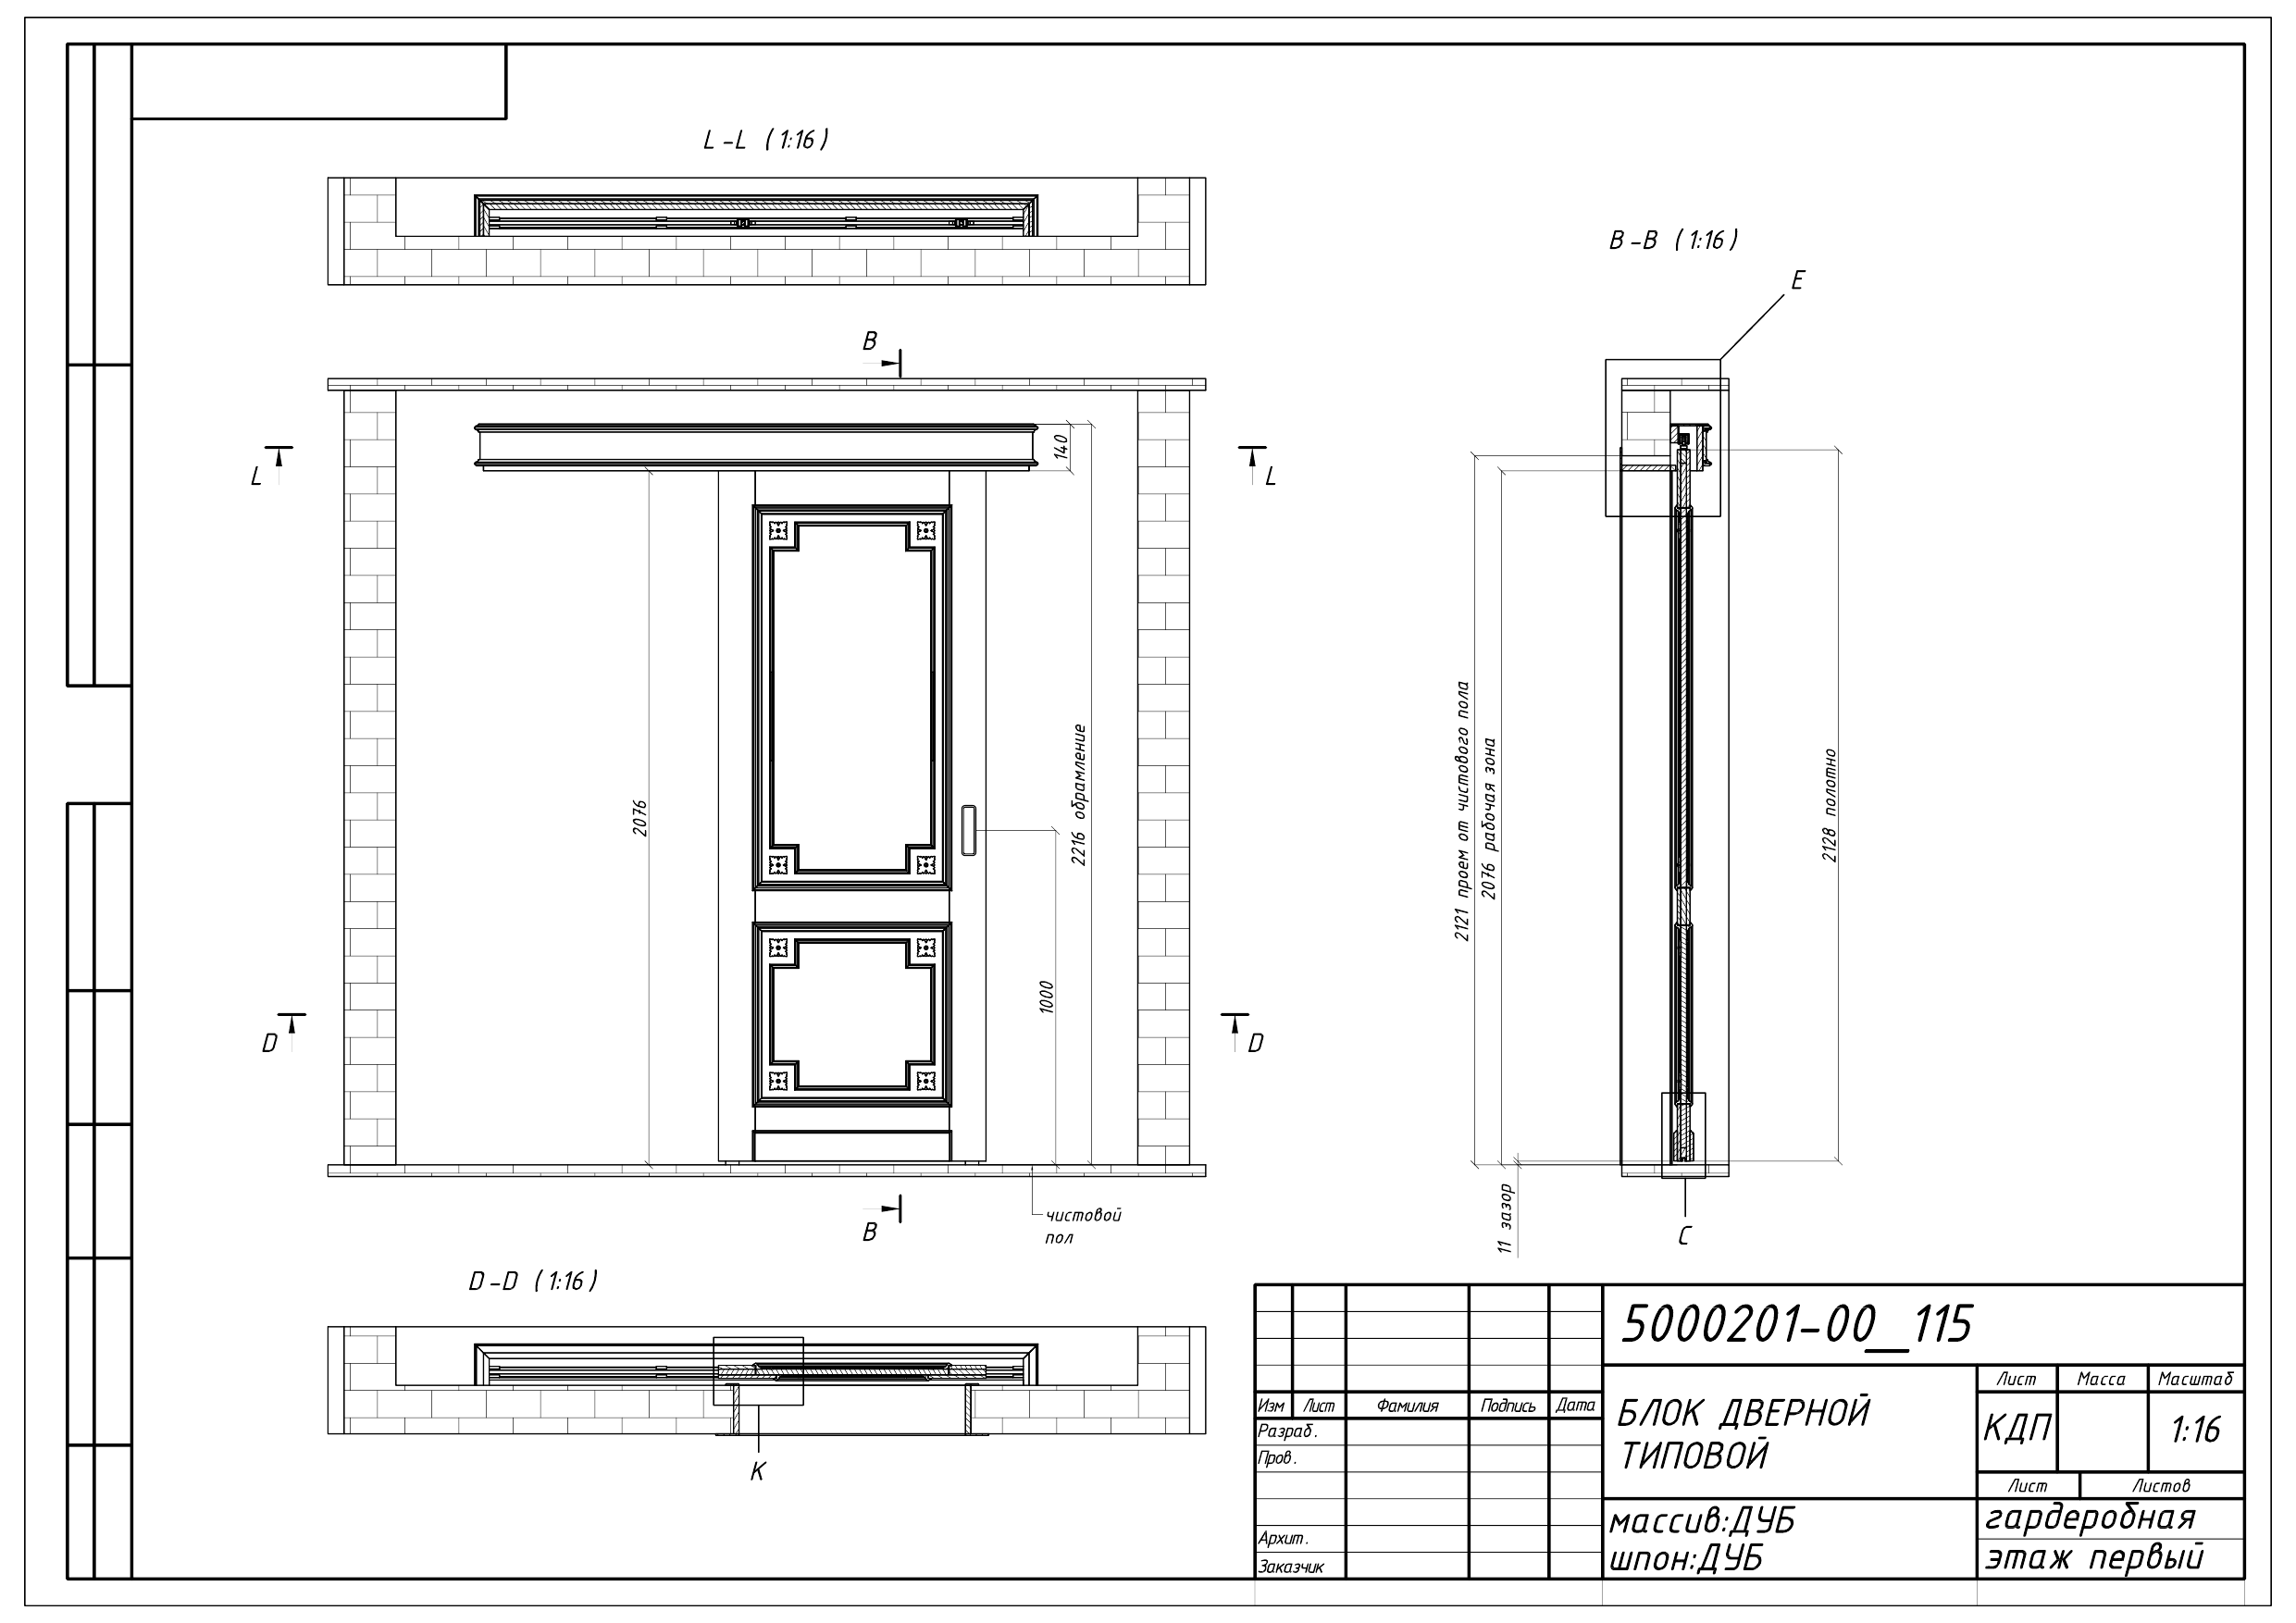 L-L (1:16)
B-B (1:16)
E
B
L
L
140
2076
2216 обрамление
1000
D
D
B
чистовой
пол
2121 проем от чистового пола
2076 рабочая зона
2128 полотно
11 зазор
C
D-D (1:16)
K
5000201-00__115
БЛОК ДВЕРНОЙ
ТИПОВОЙ
Лист Масса Масштаб
КДП 1:16
Лист Листов
Изм Лист Фамилия Подпись Дата
Разраб.
Пров.
Архит.
Заказчик
массив:ДУБ
шпон:ДУБ
гардеробная
этаж первый